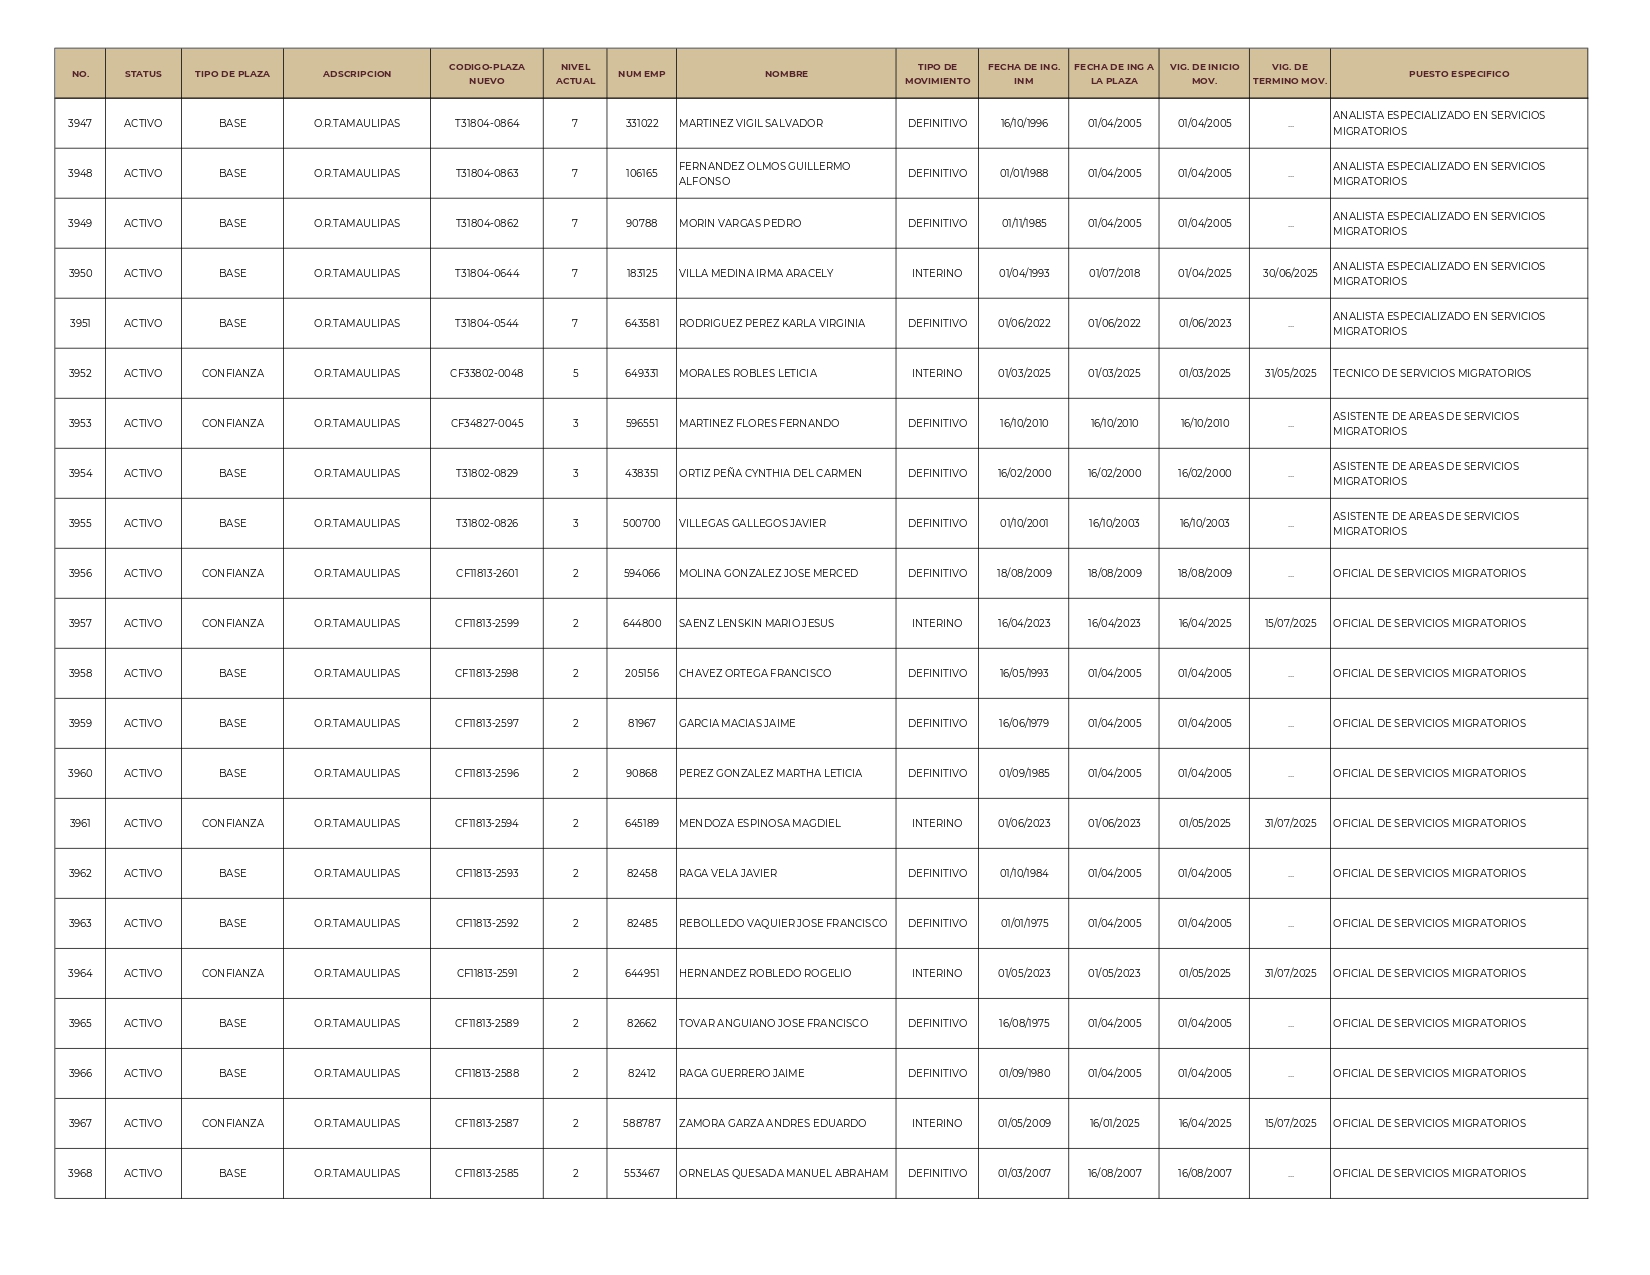 NO. STATUS TIPO DE PLAZA ADSCRIPCION CODIGO-PLAZA NUEVO NIVEL ACTUAL NUM EMP NOMBRE TIPO DE MOVIMIENTO FECHA DE ING. INM FECHA DE ING A LA PLAZA VIG. DE INICIO MOV. VIG. DE TERMINO MOV. PUESTO ESPECIFICO
3947 ACTIVO BASE O.R.TAMAULIPAS T31804-0864 7 331022 MARTINEZ VIGIL SALVADOR DEFINITIVO 16/10/1996 01/04/2005 01/04/2005 ... ANALISTA ESPECIALIZADO EN SERVICIOS MIGRATORIOS
3948 ACTIVO BASE O.R.TAMAULIPAS T31804-0863 7 106165 FERNANDEZ OLMOS GUILLERMO ALFONSO DEFINITIVO 01/01/1988 01/04/2005 01/04/2005 ... ANALISTA ESPECIALIZADO EN SERVICIOS MIGRATORIOS
3949 ACTIVO BASE O.R.TAMAULIPAS T31804-0862 7 90788 MORIN VARGAS PEDRO DEFINITIVO 01/11/1985 01/04/2005 01/04/2005 ... ANALISTA ESPECIALIZADO EN SERVICIOS MIGRATORIOS
3950 ACTIVO BASE O.R.TAMAULIPAS T31804-0644 7 183125 VILLA MEDINA IRMA ARACELY INTERINO 01/04/1993 01/07/2018 01/04/2025 30/06/2025 ANALISTA ESPECIALIZADO EN SERVICIOS MIGRATORIOS
3951 ACTIVO BASE O.R.TAMAULIPAS T31804-0544 7 643581 RODRIGUEZ PEREZ KARLA VIRGINIA DEFINITIVO 01/06/2022 01/06/2022 01/06/2023 ... ANALISTA ESPECIALIZADO EN SERVICIOS MIGRATORIOS
3952 ACTIVO CONFIANZA O.R.TAMAULIPAS CF33802-0048 5 649331 MORALES ROBLES LETICIA INTERINO 01/03/2025 01/03/2025 01/03/2025 31/05/2025 TECNICO DE SERVICIOS MIGRATORIOS
3953 ACTIVO CONFIANZA O.R.TAMAULIPAS CF34827-0045 3 596551 MARTINEZ FLORES FERNANDO DEFINITIVO 16/10/2010 16/10/2010 16/10/2010 ... ASISTENTE DE AREAS DE SERVICIOS MIGRATORIOS
3954 ACTIVO BASE O.R.TAMAULIPAS T31802-0829 3 438351 ORTIZ PEÑA CYNTHIA DEL CARMEN DEFINITIVO 16/02/2000 16/02/2000 16/02/2000 ... ASISTENTE DE AREAS DE SERVICIOS MIGRATORIOS
3955 ACTIVO BASE O.R.TAMAULIPAS T31802-0826 3 500700 VILLEGAS GALLEGOS JAVIER DEFINITIVO 01/10/2001 16/10/2003 16/10/2003 ... ASISTENTE DE AREAS DE SERVICIOS MIGRATORIOS
3956 ACTIVO CONFIANZA O.R.TAMAULIPAS CF11813-2601 2 594066 MOLINA GONZALEZ JOSE MERCED DEFINITIVO 18/08/2009 18/08/2009 18/08/2009 ... OFICIAL DE SERVICIOS MIGRATORIOS
3957 ACTIVO CONFIANZA O.R.TAMAULIPAS CF11813-2599 2 644800 SAENZ LENSKIN MARIO JESUS INTERINO 16/04/2023 16/04/2023 16/04/2025 15/07/2025 OFICIAL DE SERVICIOS MIGRATORIOS
3958 ACTIVO BASE O.R.TAMAULIPAS CF11813-2598 2 205156 CHAVEZ ORTEGA FRANCISCO DEFINITIVO 16/05/1993 01/04/2005 01/04/2005 ... OFICIAL DE SERVICIOS MIGRATORIOS
3959 ACTIVO BASE O.R.TAMAULIPAS CF11813-2597 2 81967 GARCIA MACIAS JAIME DEFINITIVO 16/06/1979 01/04/2005 01/04/2005 ... OFICIAL DE SERVICIOS MIGRATORIOS
3960 ACTIVO BASE O.R.TAMAULIPAS CF11813-2596 2 90868 PEREZ GONZALEZ MARTHA LETICIA DEFINITIVO 01/09/1985 01/04/2005 01/04/2005 ... OFICIAL DE SERVICIOS MIGRATORIOS
3961 ACTIVO CONFIANZA O.R.TAMAULIPAS CF11813-2594 2 645189 MENDOZA ESPINOSA MAGDIEL INTERINO 01/06/2023 01/06/2023 01/05/2025 31/07/2025 OFICIAL DE SERVICIOS MIGRATORIOS
3962 ACTIVO BASE O.R.TAMAULIPAS CF11813-2593 2 82458 RAGA VELA JAVIER DEFINITIVO 01/10/1984 01/04/2005 01/04/2005 ... OFICIAL DE SERVICIOS MIGRATORIOS
3963 ACTIVO BASE O.R.TAMAULIPAS CF11813-2592 2 82485 REBOLLEDO VAQUIER JOSE FRANCISCO DEFINITIVO 01/01/1975 01/04/2005 01/04/2005 ... OFICIAL DE SERVICIOS MIGRATORIOS
3964 ACTIVO CONFIANZA O.R.TAMAULIPAS CF11813-2591 2 644951 HERNANDEZ ROBLEDO ROGELIO INTERINO 01/05/2023 01/05/2023 01/05/2025 31/07/2025 OFICIAL DE SERVICIOS MIGRATORIOS
3965 ACTIVO BASE O.R.TAMAULIPAS CF11813-2589 2 82662 TOVAR ANGUIANO JOSE FRANCISCO DEFINITIVO 16/08/1975 01/04/2005 01/04/2005 ... OFICIAL DE SERVICIOS MIGRATORIOS
3966 ACTIVO BASE O.R.TAMAULIPAS CF11813-2588 2 82412 RAGA GUERRERO JAIME DEFINITIVO 01/09/1980 01/04/2005 01/04/2005 ... OFICIAL DE SERVICIOS MIGRATORIOS
3967 ACTIVO CONFIANZA O.R.TAMAULIPAS CF11813-2587 2 588787 ZAMORA GARZA ANDRES EDUARDO INTERINO 01/05/2009 16/01/2025 16/04/2025 15/07/2025 OFICIAL DE SERVICIOS MIGRATORIOS
3968 ACTIVO BASE O.R.TAMAULIPAS CF11813-2585 2 553467 ORNELAS QUESADA MANUEL ABRAHAM DEFINITIVO 01/03/2007 16/08/2007 16/08/2007 ... OFICIAL DE SERVICIOS MIGRATORIOS